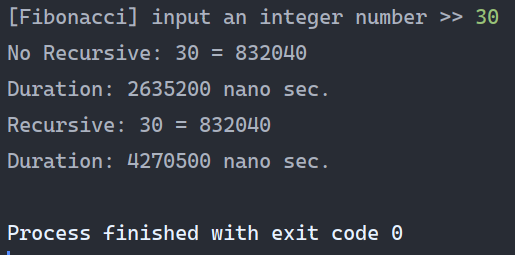 [Fibonacci] input an integer number >> 30
No Recursive: 30 = 832040
Duration: 2635200 nano sec.
Recursive: 30 = 832040
Duration: 4270500 nano sec.
Process finished with exit code 0